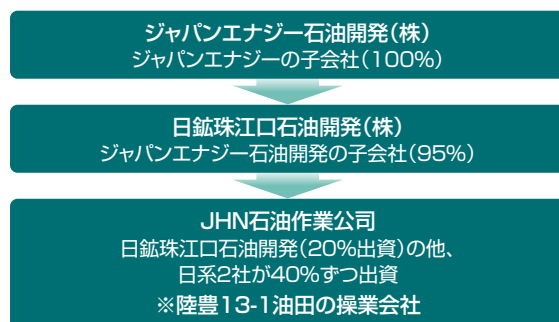 ジャパンエナジー石油開発（株）
ジャパンエナジーの子会社（100%）
日鉱珠江口石油開発（株）
ジャパンエナジー石油開発の子会社（95%）
JHN石油作業公司
日鉱珠江口石油開発（20%出資）の他、
日系2社が40%ずつ出資
※陸豊13-1油田の操業会社